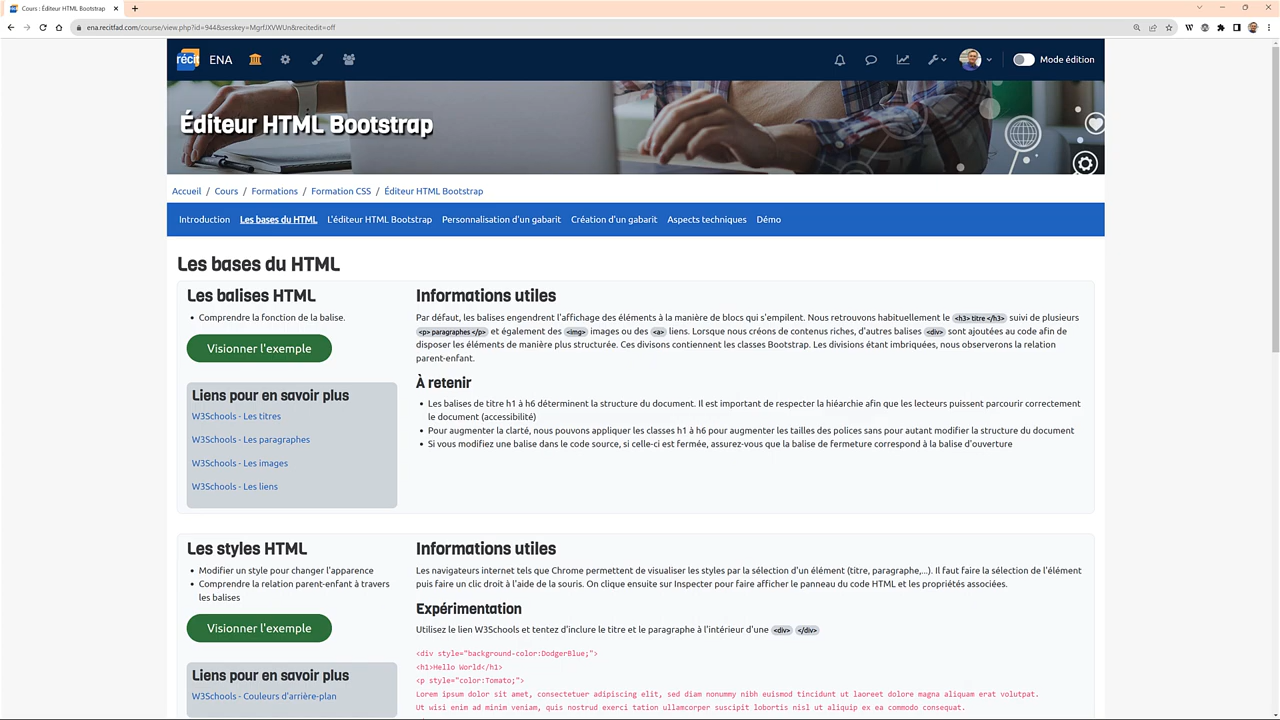 Cours : Éditeur HTML Bootstrap
ena.recitfad.com/course/view.php?id=944&sesskey=MgrfJXVWUn&recitedit=off
récit ENA Mode édition
Éditeur HTML Bootstrap
Accueil / Cours / Formations / Formation CSS / Éditeur HTML Bootstrap
Introduction Les bases du HTML L'éditeur HTML Bootstrap Personnalisation d'un gabarit Création d'un gabarit Aspects techniques Démo
Les bases du HTML
Les balises HTML
Comprendre la fonction de la balise.
Visionner l'exemple
Liens pour en savoir plus
W3Schools - Les titres
W3Schools - Les paragraphes
W3Schools - Les images
W3Schools - Les liens
Informations utiles
Par défaut, les balises engendrent l'affichage des éléments à la manière de blocs qui s'empilent. Nous retrouvons habituellement le <h3> titre </h3> suivi de plusieurs
<p> paragraphes </p> et également des <img> images ou des <a> liens. Lorsque nous créons de contenus riches, d'autres balises <div> sont ajoutées au code afin de
disposer les éléments de manière plus structurée. Ces divisons contiennent les classes Bootstrap. Les divisions étant imbriquées, nous observerons la relation
parent-enfant.
À retenir
Les balises de titre h1 à h6 déterminent la structure du document. Il est important de respecter la hiéarchie afin que les lecteurs puissent parcourir correctement
le document (accessibilité)
Pour augmenter la clarté, nous pouvons appliquer les classes h1 à h6 pour augmenter les tailles des polices sans pour autant modifier la structure du document
Si vous modifiez une balise dans le code source, si celle-ci est fermée, assurez-vous que la balise de fermeture correspond à la balise d'ouverture
Les styles HTML
Modifier un style pour changer l'apparence
Comprendre la relation parent-enfant à travers
les balises
Visionner l'exemple
Liens pour en savoir plus
W3Schools - Couleurs d'arrière-plan
Informations utiles
Les navigateurs internet tels que Chrome permettent de visualiser les styles par la sélection d'un élément (titre, paragraphe,...). Il faut faire la sélection de l'élément
puis faire un clic droit à l'aide de la souris. On clique ensuite sur Inspecter pour faire afficher le panneau du code HTML et les propriétés associées.
Expérimentation
Utilisez le lien W3Schools et tentez d'inclure le titre et le paragraphe à l'intérieur d'une <div> </div>
<div style="background-color:DodgerBlue;">
<h1>Hello World</h1>
<p style="color:Tomato;">
Lorem ipsum dolor sit amet, consectetuer adipiscing elit, sed diam nonummy nibh euismod tincidunt ut laoreet dolore magna aliquam erat volutpat.
Ut wisi enim ad minim veniam, quis nostrud exerci tation ullamcorper suscipit lobortis nisl ut aliquip ex ea commodo consequat.